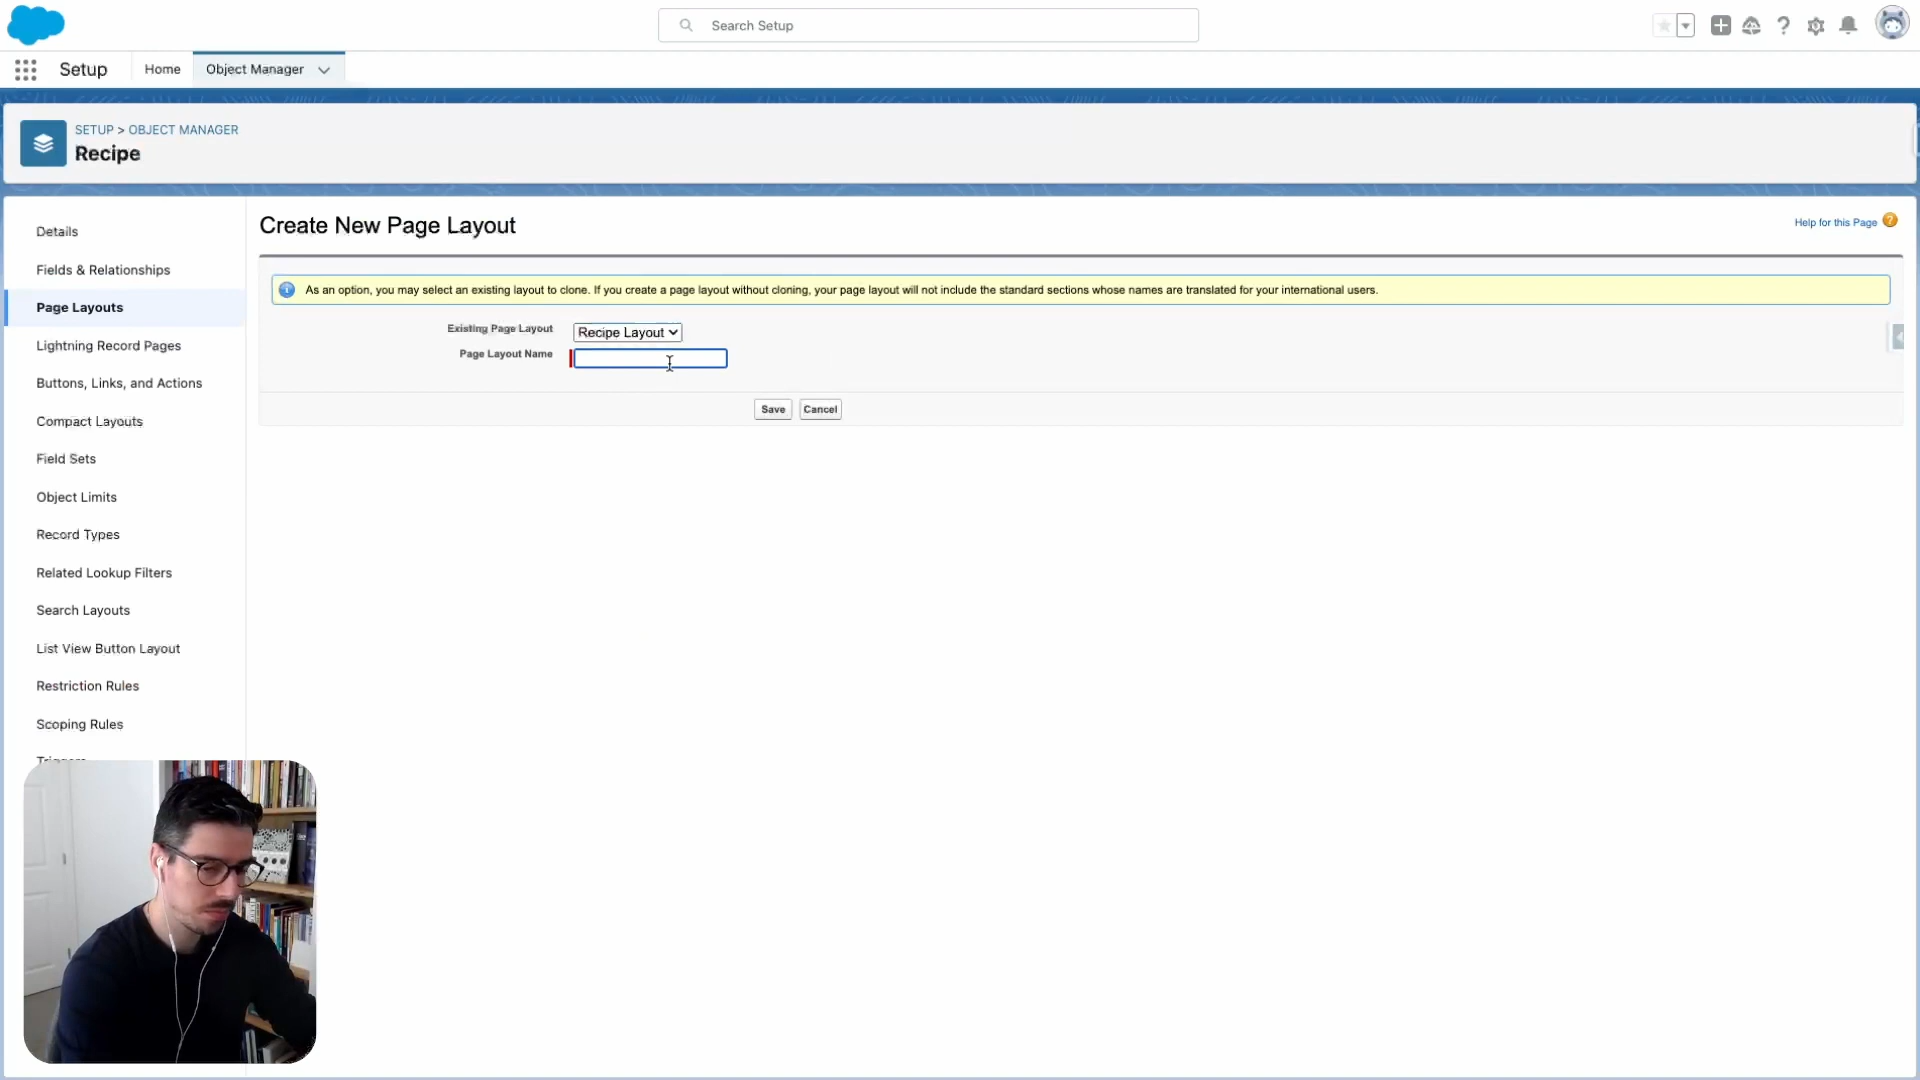 Search Setup
Setup
Home
Object Manager
SETUP > OBJECT MANAGER
Recipe
Details
Fields & Relationships
Page Layouts
Lightning Record Pages
Buttons, Links, and Actions
Compact Layouts
Field Sets
Object Limits
Record Types
Related Lookup Filters
Search Layouts
List View Button Layout
Restriction Rules
Scoping Rules
Triggers
Create New Page Layout
Help for this Page
As an option, you may select an existing layout to clone. If you create a page layout without cloning, your page layout will not include the standard sections whose names are translated for your international users.
Existing Page Layout
Recipe Layout
Page Layout Name
Save
Cancel